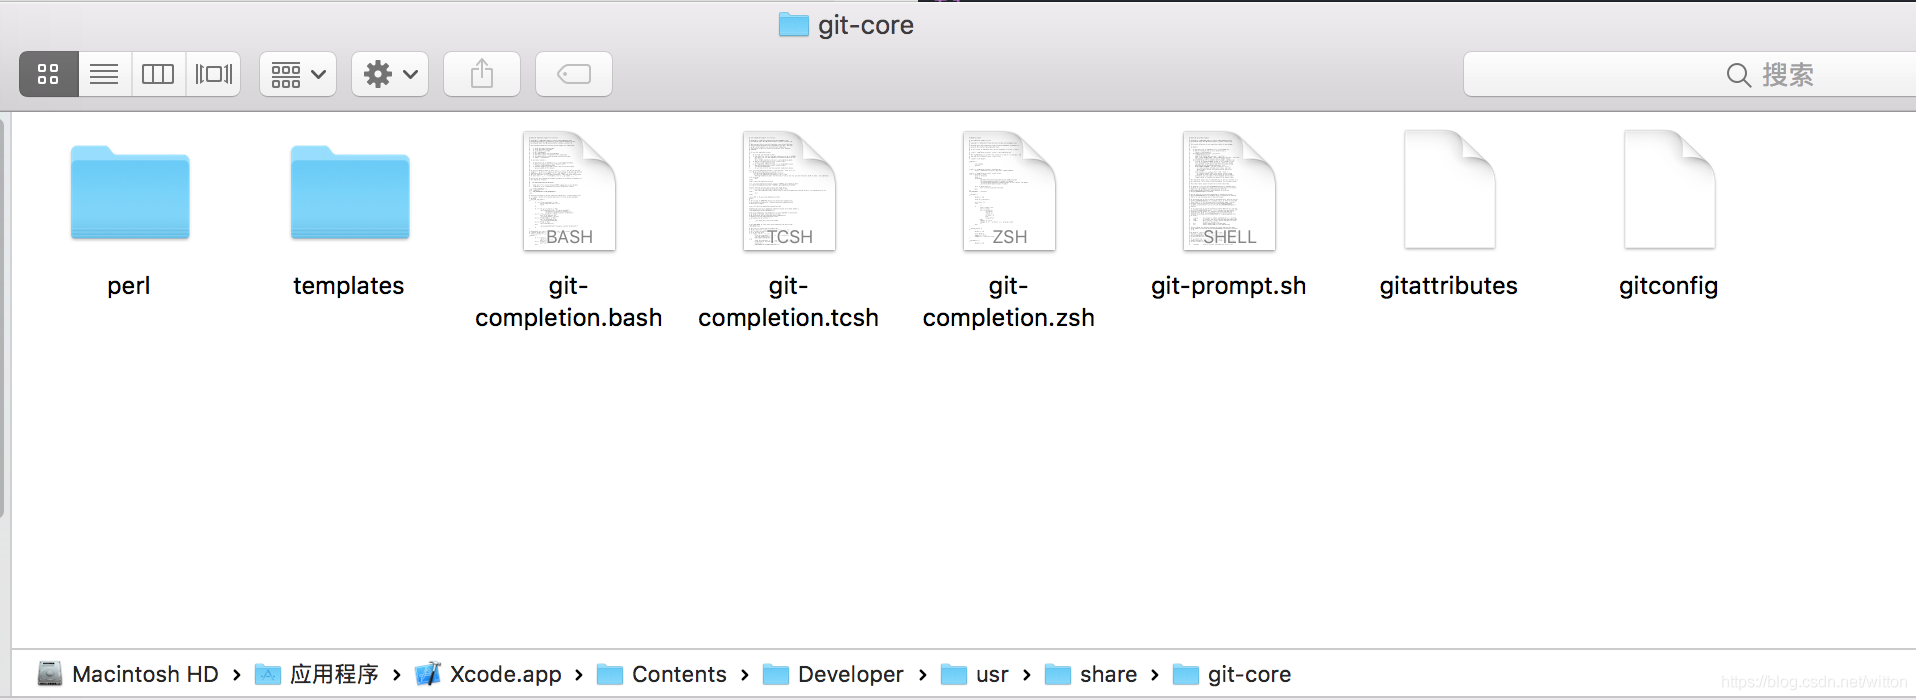 git-core
搜索
BASH
TCSH
ZSH
SHELL
perl
templates
git-
completion.bash
git-
completion.tcsh
git-
completion.zsh
git-prompt.sh
gitattributes
gitconfig
Macintosh HD › 应用程序 › Xcode.app › Contents › Developer › usr › share › git-core
https://blog.csdn.net/witton